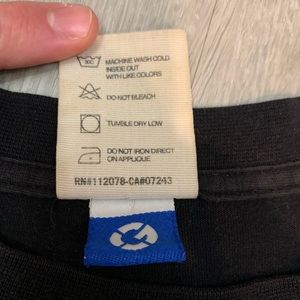 30C
MACHINE WASH COLD
INSIDE OUT
WITH LIKE COLORS
DO NOT BLEACH
TUMBLE DRY LOW
DO NOT IRON DIRECT
ON APPLIQUE
RN#112078-CA#07243